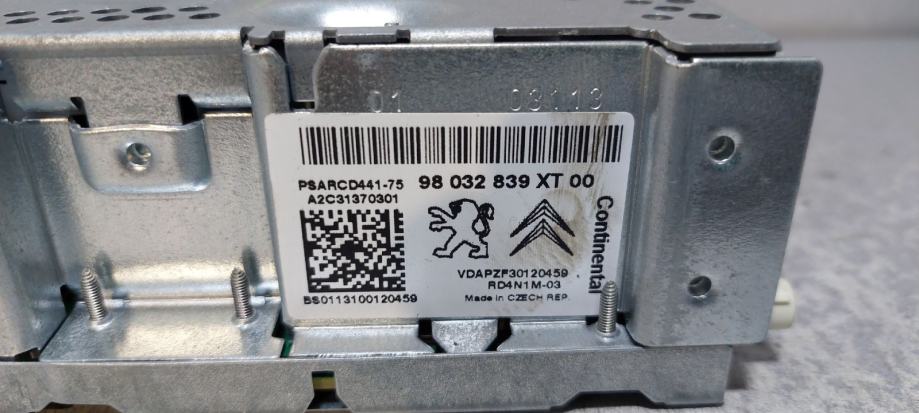 01 03113
PSARCD441-75 98 032 839 XT 00
A2C31370301
Continental
VDAPZF30120459
RD4N1M-03
BS0113100120459 Made in CZECH REP.